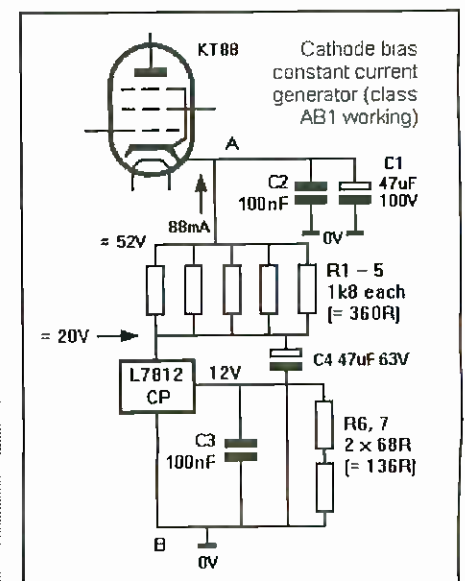 KT88
Cathode bias
constant current
generator (class
AB1 working)
A
C1
47uF
100V
C2
100nF
88mA
0V
≈ 52V
R1 – 5
1k8 each
(= 360R)
= 20V
C4 47uF 63V
L7812
CP
12V
C3
100nF
R6, 7
2 × 68R
(= 136R)
B
0V